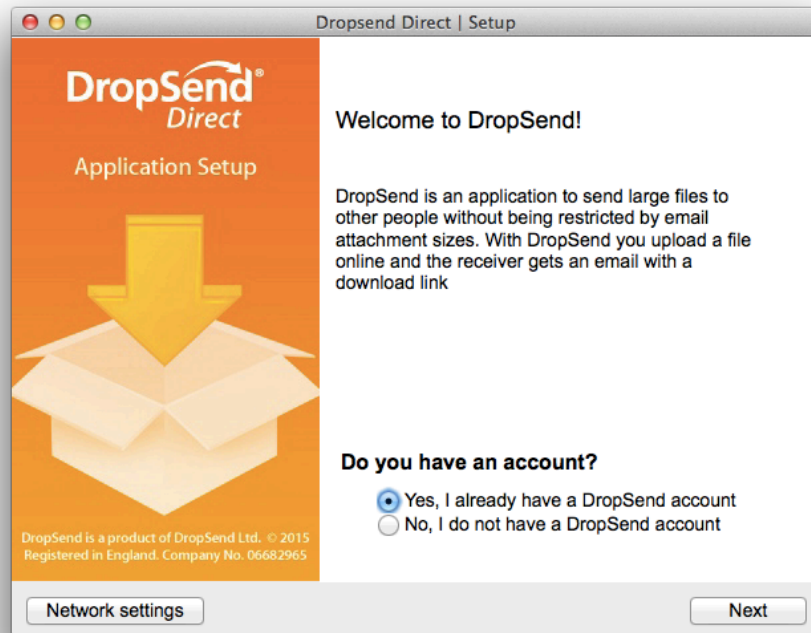 Dropsend Direct | Setup
DropSend®
Direct
Application Setup
DropSend is a product of DropSend Ltd. © 2015
Registered in England. Company No. 06682965
Welcome to DropSend!
DropSend is an application to send large files to
other people without being restricted by email
attachment sizes. With DropSend you upload a file
online and the receiver gets an email with a
download link
Do you have an account?
Yes, I already have a DropSend account
No, I do not have a DropSend account
Network settings
Next